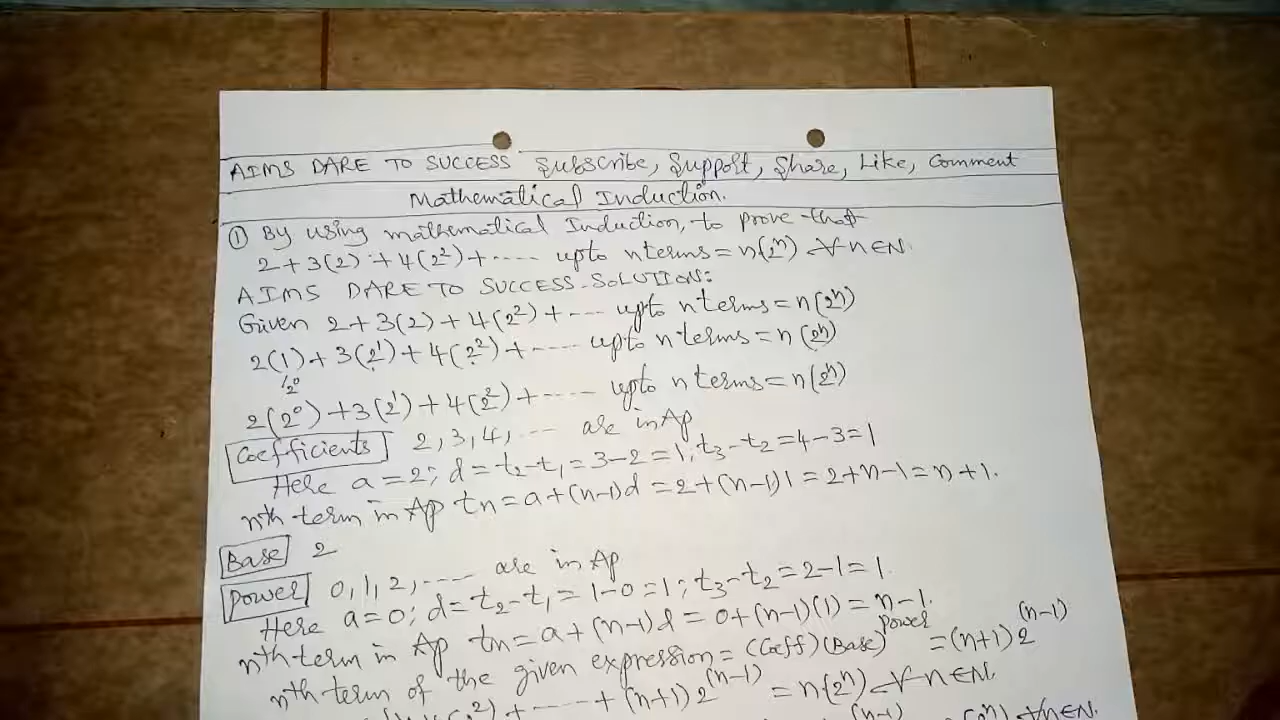 AIMS DARE TO SUCCESS Subscribe, Support, Share, Like, Comment
Mathematical Induction.
① By using mathematical Induction, to prove that
2+3(2)+4(2²)+..... upto n terms = n(2ⁿ) ∀ n∈N.
AIMS DARE TO SUCCESS-SOLUTION:
Given 2+3(2)+4(2²)+.... upto n terms = n(2ⁿ)
2(1)+3(2¹)+4(2²)+..... upto n terms = n(2ⁿ)
2⁰
2(2⁰)+3(2¹)+4(2²)+...... upto n terms = n(2ⁿ)
Coefficients 2,3,4,.... are in Ap
Here a=2; d=t₂-t₁=3-2=1; t₃-t₂=4-3=1
nth term in Ap tn=a+(n-1)d=2+(n-1)1=2+n-1=n+1.
Base 2
Power 0,1,2,..... are in Ap
Here a=0; d=t₂-t₁=1-0=1; t₃-t₂=2-1=1.
nth term in Ap tn=a+(n-1)d=0+(n-1)(1)=n-1.
nth term of the given expression=(Coeff)(Base)^Power=(n+1)2^(n-1)
2²)+......+(n+1)2^(n-1)=n(2ⁿ) ∀ n∈N.
(n-1) ∀n∈N.